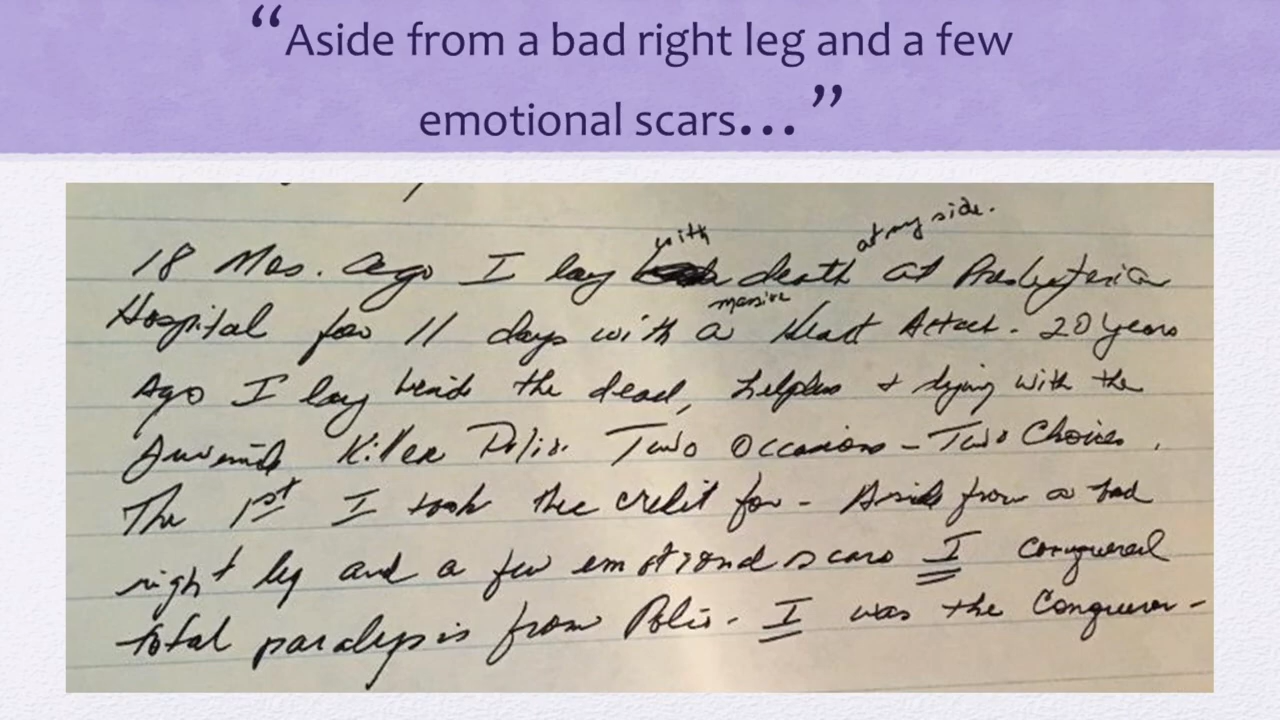 “Aside from a bad right leg and a few
emotional scars…”
18 Mos. ago I lay with death at my side. at Presbyterian
Hospital for 11 days with a massive Heart Attack. 20 Years
Ago I lay beside the dead, helpless + dying with the
Juvenile Killer Polio. Two Occasions – Two Choices.
The 1st I took the credit for – Aside from a bad
right leg and a few emotional scars I conquered
total paralysis from Polio. I was the Conqueror –